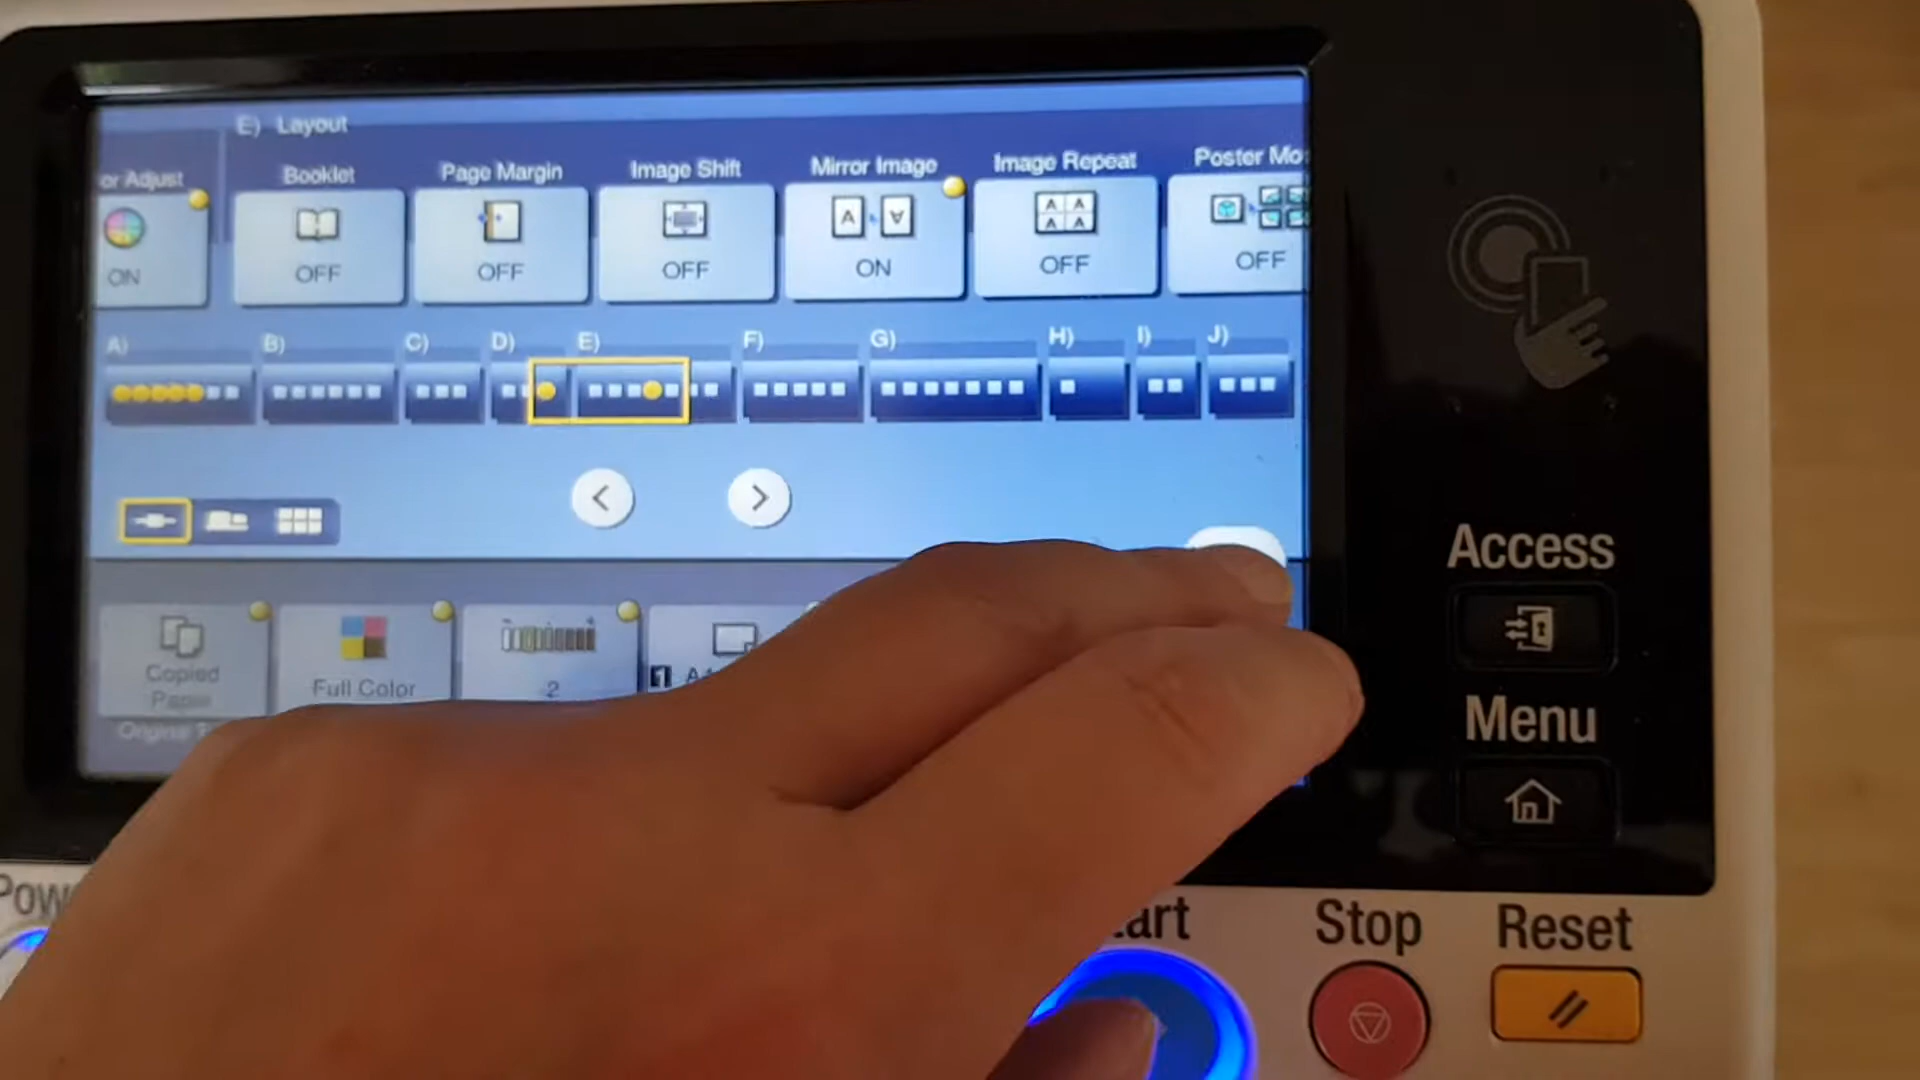 E) Layout
or Adjust
Booklet
Page Margin
Image Shift
Mirror Image
Image Repeat
Poster Mo
ON
OFF
OFF
OFF
ON
OFF
OFF
A)
B)
C)
D)
E)
F)
G)
H)
I)
J)
Copied
Full Color
2
1
Access
Menu
Pow
art
Stop
Reset